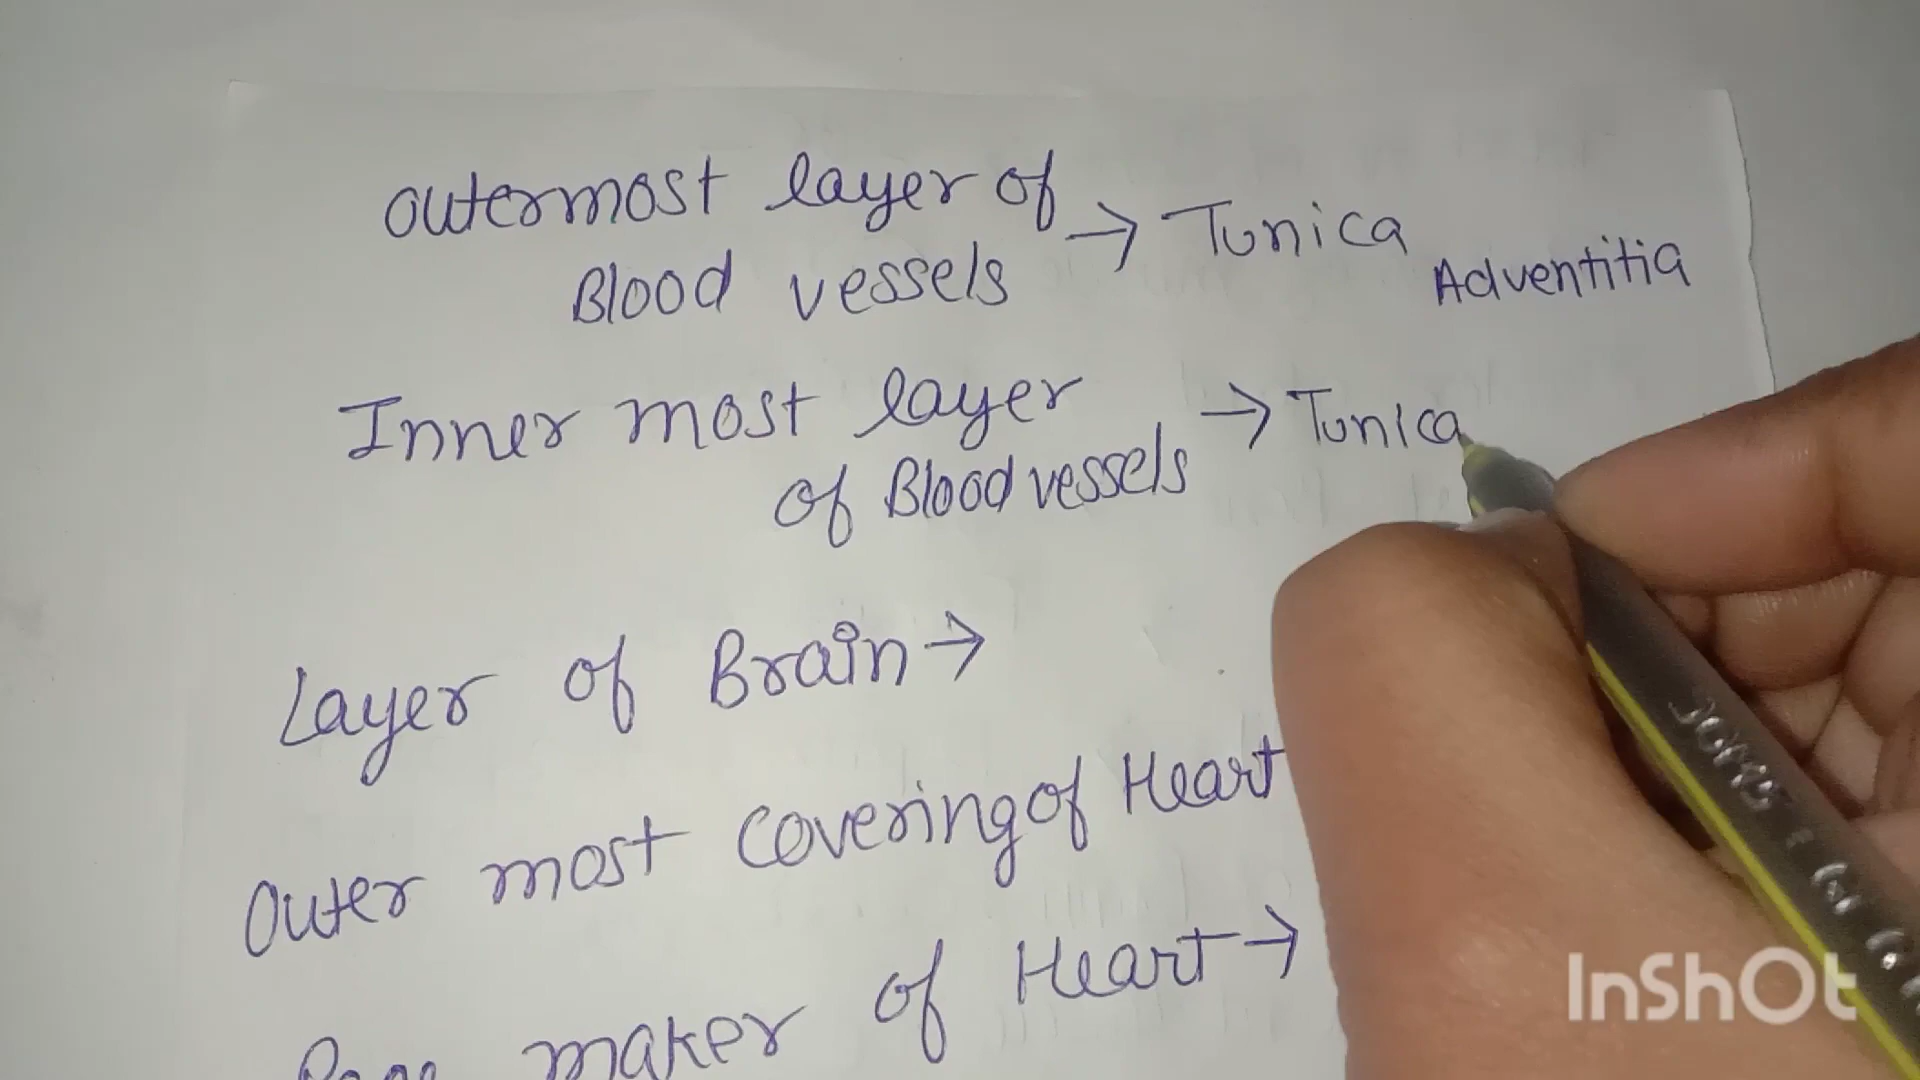 Outermost layer of
Blood vessels → Tunica Adventitia
Inner most layer
of Blood vessels → Tunica
Layer of Brain →
Outer most covering of Heart
maker of Heart →
InShOt